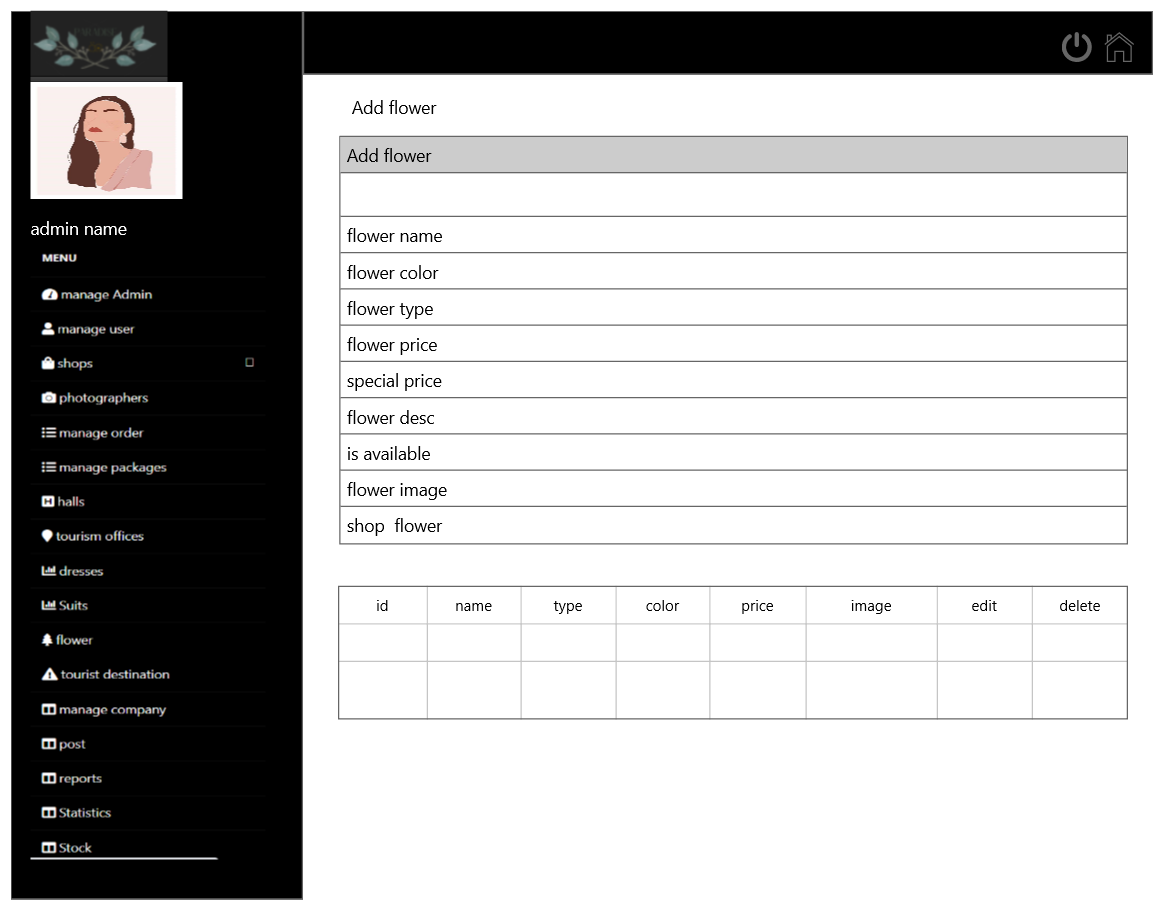 admin name
MENU
manage Admin
manage user
shops
photographers
manage order
manage packages
halls
tourism offices
dresses
Suits
flower
tourist destination
manage company
post
reports
Statistics
Stock
Add flower
Add flower
flower name
flower color
flower type
flower price
special price
flower desc
is available
flower image
shop flower
id name type color price image edit delete